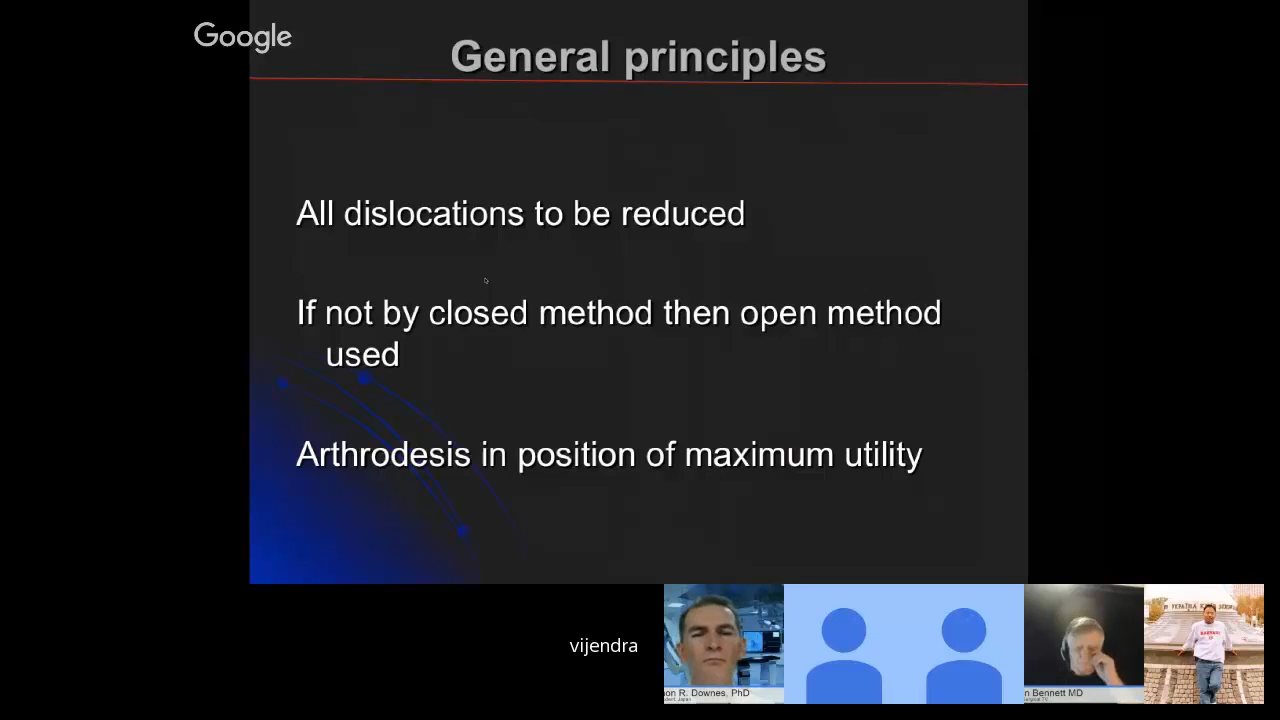 Google
General principles
All dislocations to be reduced
If not by closed method then open method
used
Arthrodesis in position of maximum utility
vijendra
on R. Downes, PhD
n Bennett MD